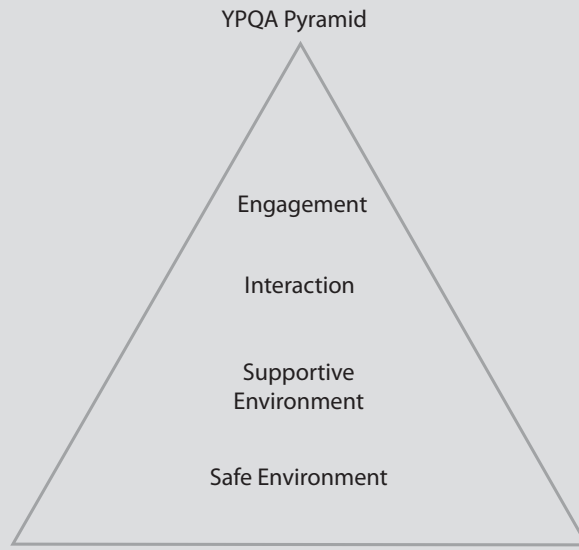 YPQA Pyramid
Engagement
Interaction
Supportive
Environment
Safe Environment